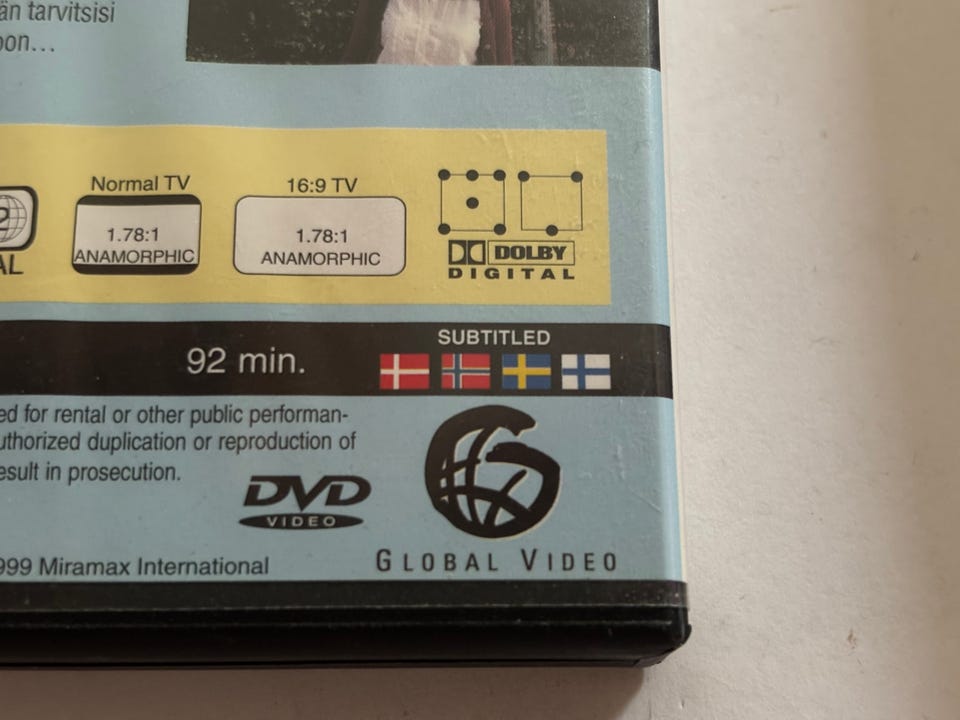 än tarvitsisi
oon...
Normal TV
16:9 TV
2
AL
1.78:1
ANAMORPHIC
1.78:1
ANAMORPHIC
DOLBY
DIGITAL
92 min.
SUBTITLED
ed for rental or other public performan-
uthorized duplication or reproduction of
esult in prosecution.
DVD
VIDEO
G
GLOBAL VIDEO
999 Miramax International